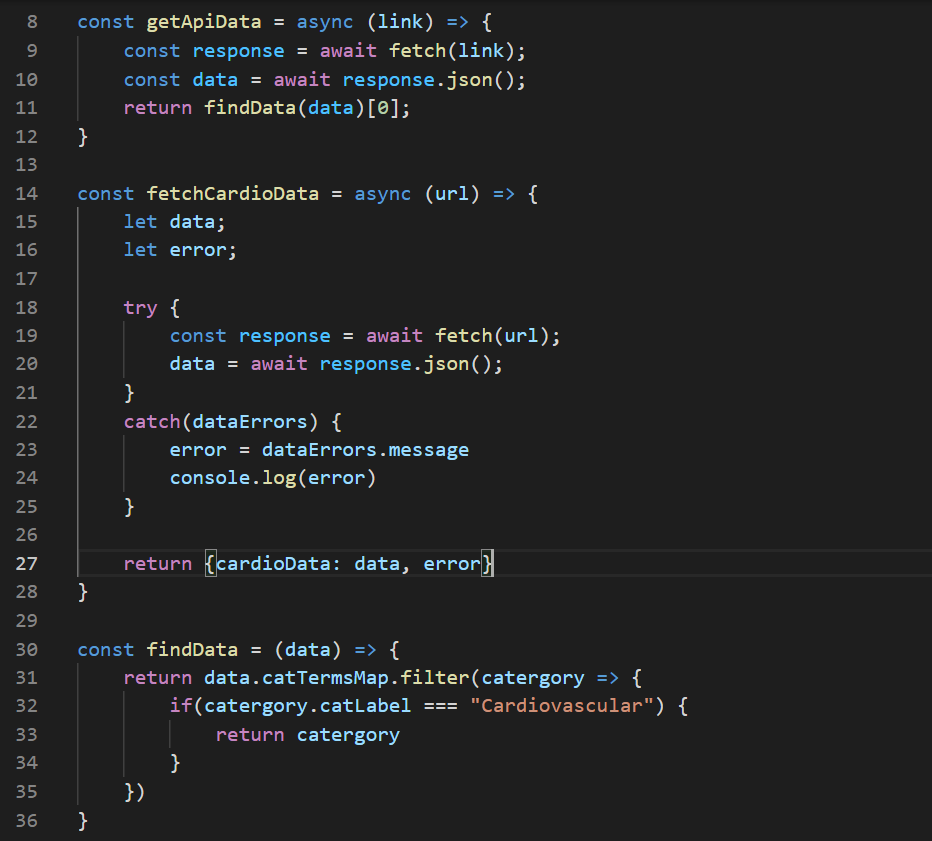 8 const getApiData = async (link) => {
9 const response = await fetch(link);
10 const data = await response.json();
11 return findData(data)[0];
12 }
13
14 const fetchCardioData = async (url) => {
15 let data;
16 let error;
17
18 try {
19 const response = await fetch(url);
20 data = await response.json();
21 }
22 catch(dataErrors) {
23 error = dataErrors.message
24 console.log(error)
25 }
26
27 return {cardioData: data, error}
28 }
29
30 const findData = (data) => {
31 return data.catTermsMap.filter(catergory => {
32 if(catergory.catLabel === "Cardiovascular") {
33 return catergory
34 }
35 })
36 }